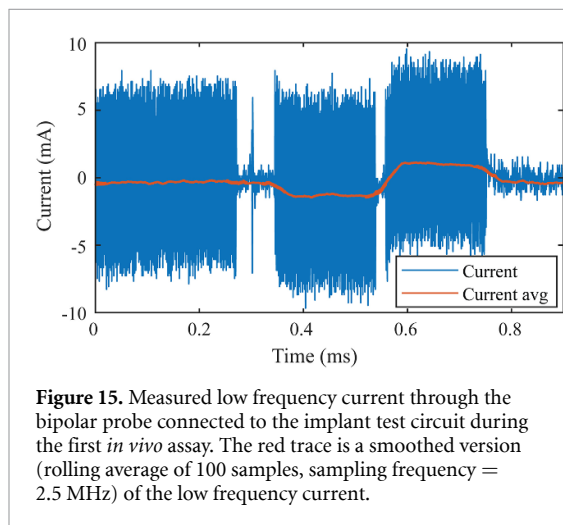 10
5
0
-5
-10
Current (mA)
Current
Current avg
0
0.2
0.4
0.6
0.8
Time (ms)
Figure 15. Measured low frequency current through the
bipolar probe connected to the implant test circuit during
the first in vivo assay. The red trace is a smoothed version
(rolling average of 100 samples, sampling frequency =
2.5 MHz) of the low frequency current.